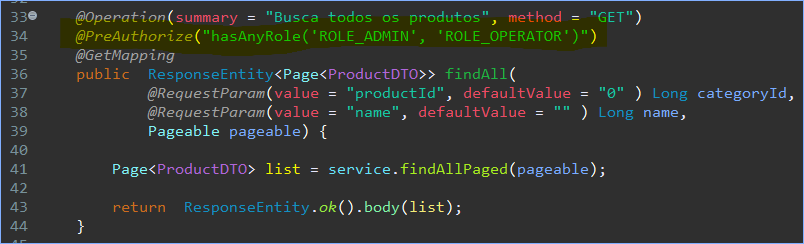 32
33 @Operation(summary = "Busca todos os produtos", method = "GET")
34 @PreAuthorize("hasAnyRole('ROLE_ADMIN', 'ROLE_OPERATOR')")
35 @GetMapping
36 public ResponseEntity<Page<ProductDTO>> findAll(
37 @RequestParam(value = "productId", defaultValue = "0" ) Long categoryId,
38 @RequestParam(value = "name", defaultValue = "" ) Long name,
39 Pageable pageable) {
40
41 Page<ProductDTO> list = service.findAllPaged(pageable);
42
43 return ResponseEntity.ok().body(list);
44 }